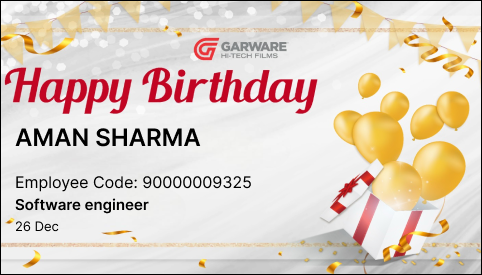 GARWARE
HI-TECH FILMS
Happy Birthday
AMAN SHARMA
Employee Code: 90000009325
Software engineer
26 Dec